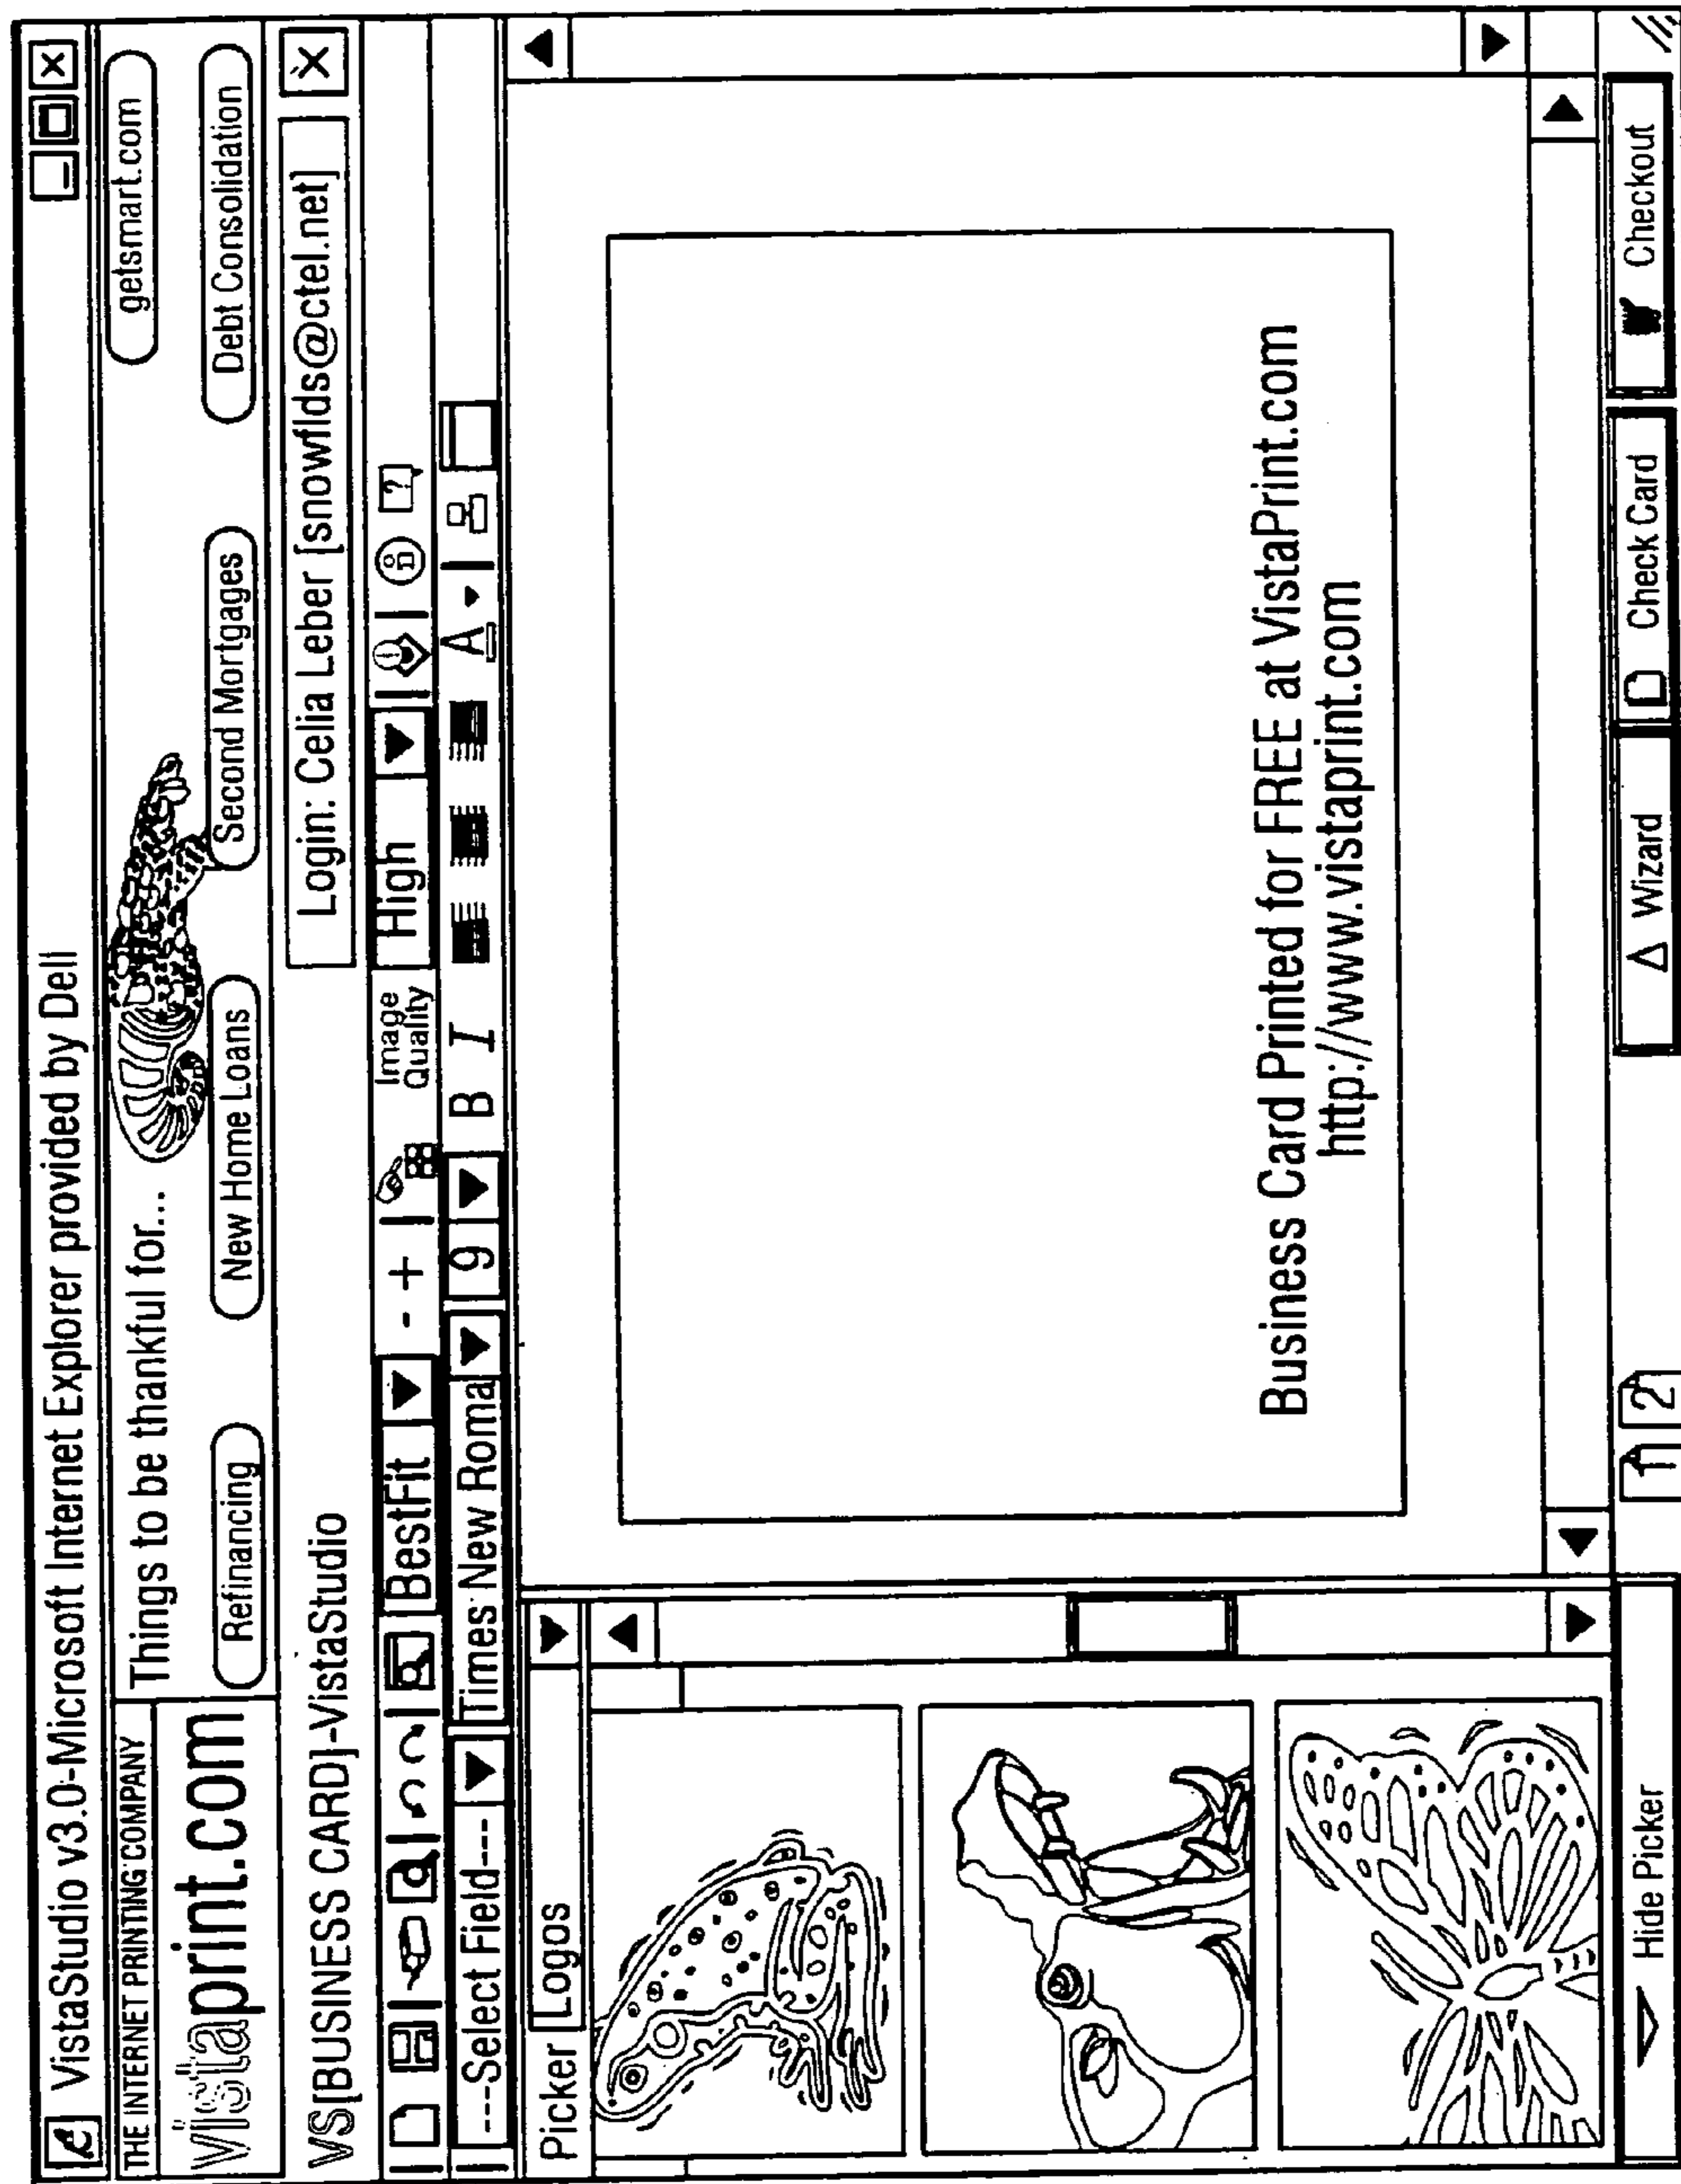 VistaStudio v3.0-Microsoft Internet Explorer provided by Dell
THE INTERNET PRINTING COMPANY
vistaprint.com
Things to be thankful for...
getsmart.com
Refinancing
New Home Loans
Second Mortgages
Debt Consolidation
VS[BUSINESS CARD]-VistaStudio
Login: Celia Leber [snowflds@ctel.net]
BestFit
- +
Image
Quality
High
?
----Select Field----
Times New Roma
9
B I
A
Picker
Logos
Business Card Printed for FREE at VistaPrint.com
http://www.vistaprint.com
Hide Picker
1 2
Wizard
Check Card
Checkout